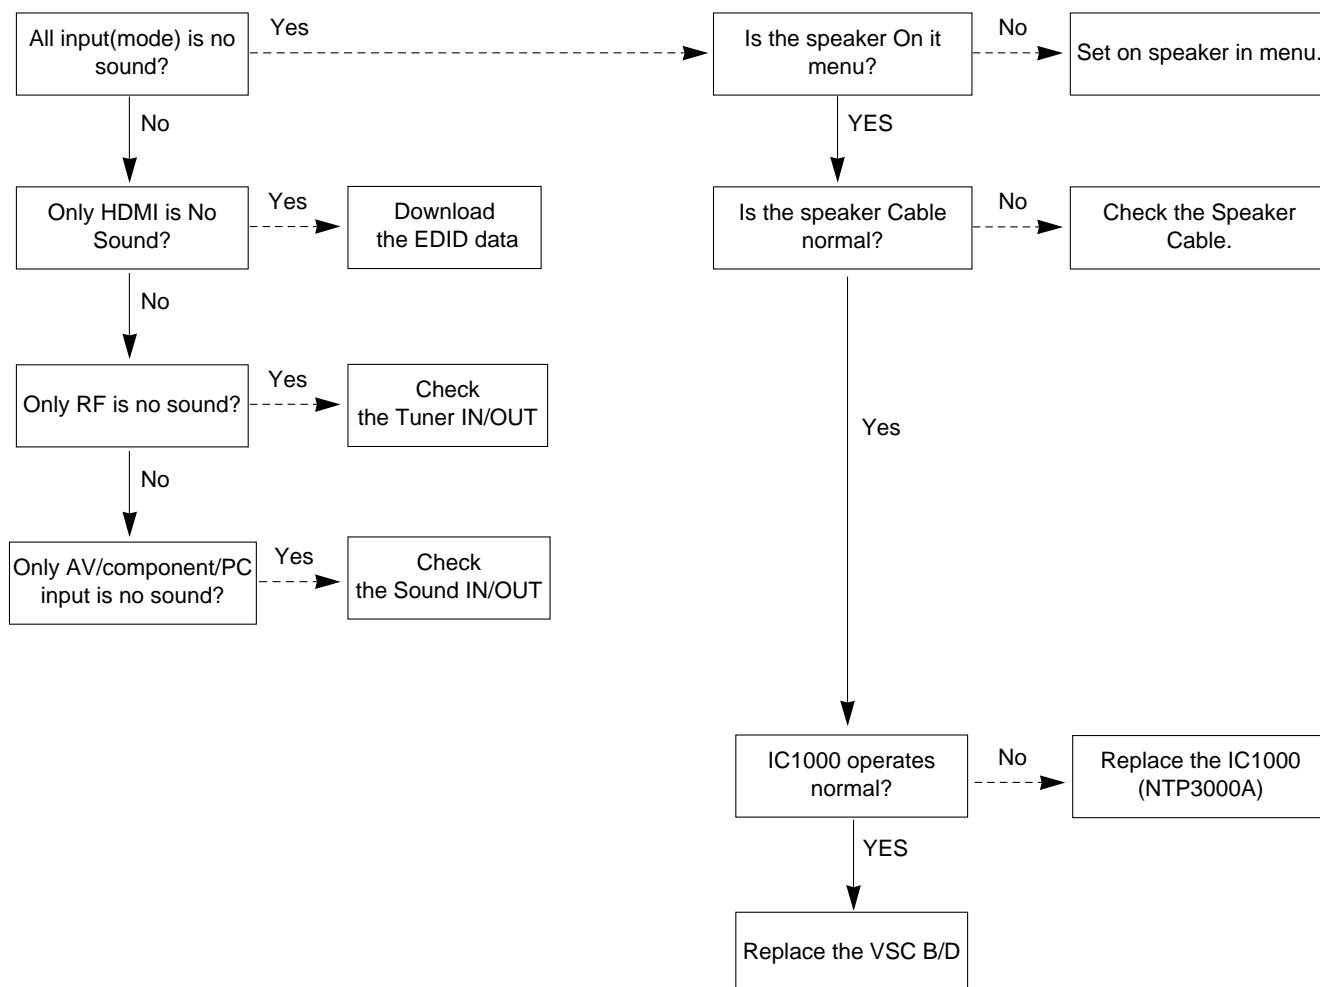 All input(mode) is no
sound?
Yes
Is the speaker On it
menu?
No
Set on speaker in menu.
No
YES
Only HDMI is No
Sound?
Yes
Download
the EDID data
Is the speaker Cable
normal?
No
Check the Speaker
Cable.
No
Only RF is no sound?
Yes
Check
the Tuner IN/OUT
Yes
No
Only AV/component/PC
input is no sound?
Yes
Check
the Sound IN/OUT
IC1000 operates
normal?
No
Replace the IC1000
(NTP3000A)
YES
Replace the VSC B/D